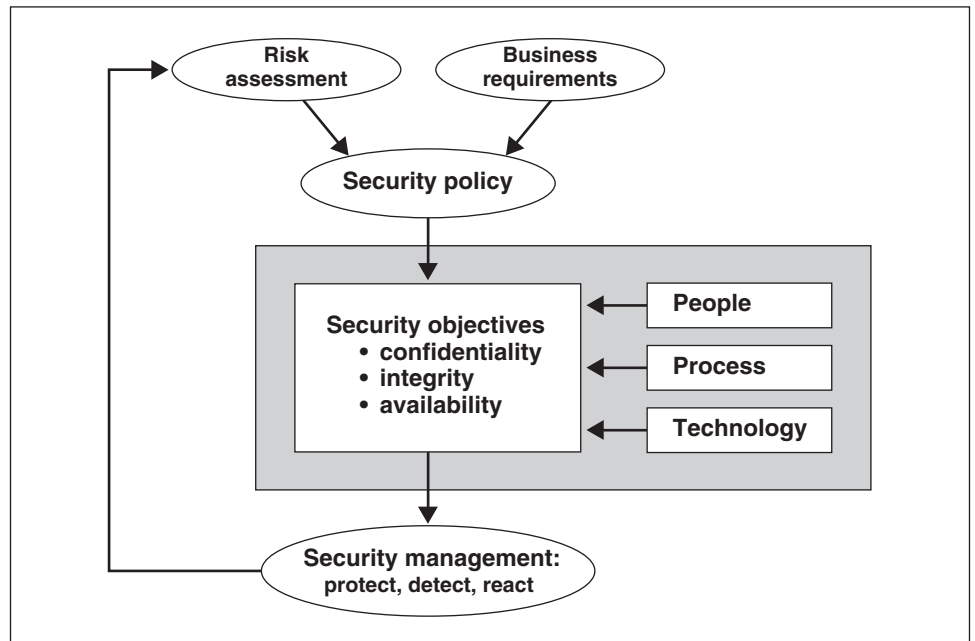 Risk
assessment
Business
requirements
Security policy
Security objectives
• confidentiality
• integrity
• availability
People
Process
Technology
Security management:
protect, detect, react